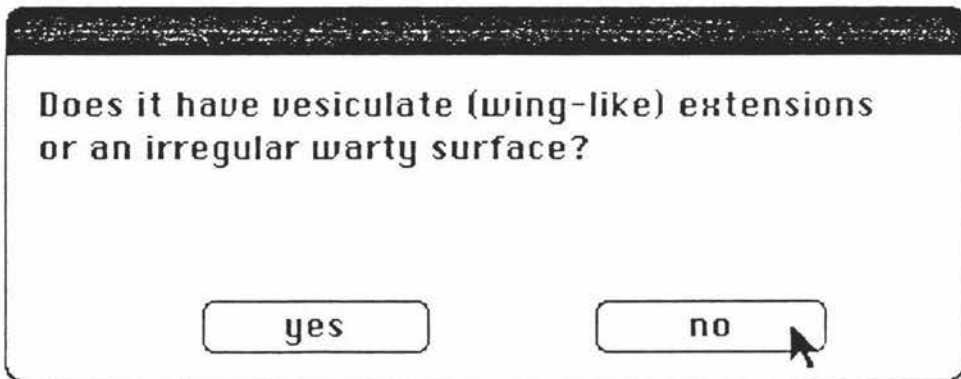 Does it have vesiculate (wing-like) extensions
or an irregular warty surface?
yes
no